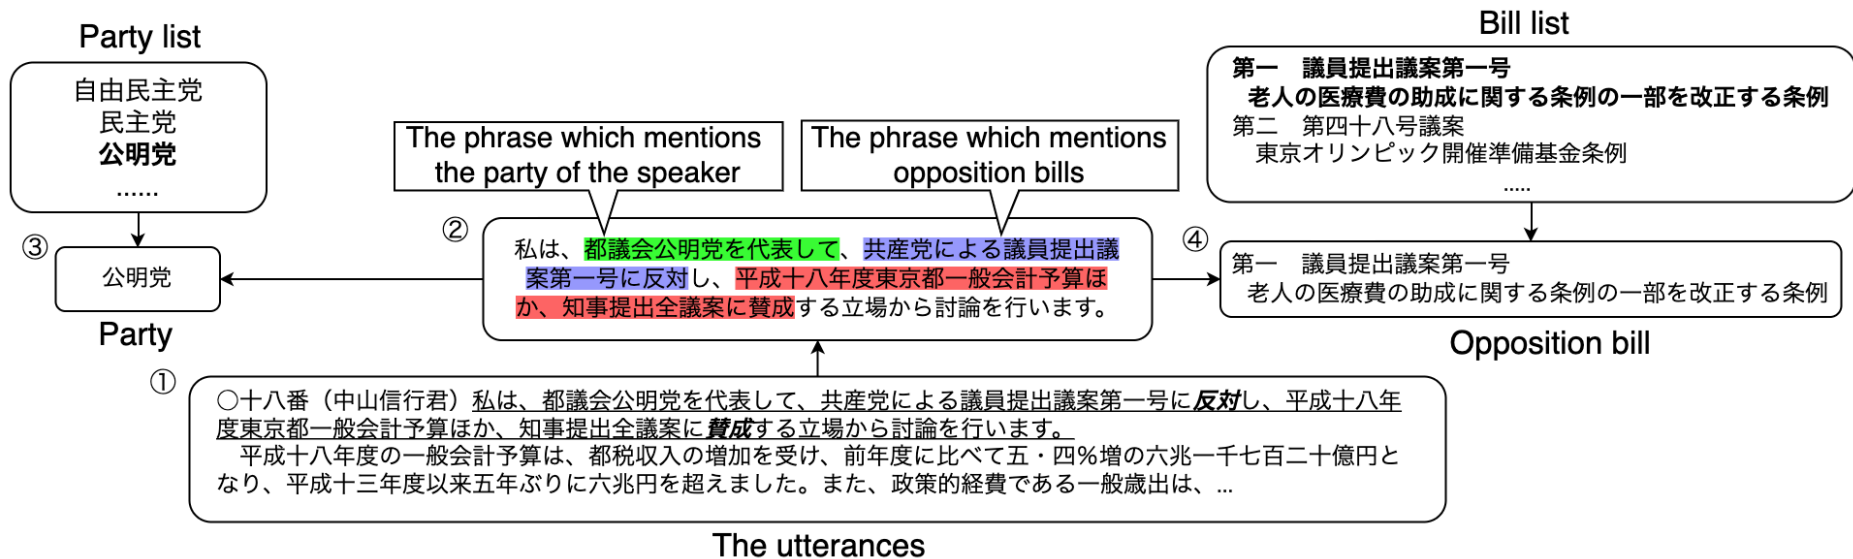 Party list
自由民主党
民主党
公明党
......
Bill list
第一　議員提出議案第一号
老人の医療費の助成に関する条例の一部を改正する条例
第二　第四十八号議案
東京オリンピック開催準備基金条例
.....
The phrase which mentions
the party of the speaker
The phrase which mentions
opposition bills
②
私は、都議会公明党を代表して、共産党による議員提出議
案第一号に反対し、平成十八年度東京都一般会計予算ほ
か、知事提出全議案に賛成する立場から討論を行います。
③
公明党
Party
④
第一　議員提出議案第一号
老人の医療費の助成に関する条例の一部を改正する条例
Opposition bill
①
○十八番（中山信行君）私は、都議会公明党を代表して、共産党による議員提出議案第一号に反対し、平成十八年
度東京都一般会計予算ほか、知事提出全議案に賛成する立場から討論を行います。
平成十八年度の一般会計予算は、都税収入の増加を受け、前年度に比べて五・四％増の六兆一千七百二十億円と
なり、平成十三年度以来五年ぶりに六兆円を超えました。また、政策的経費である一般歳出は、...
The utterances